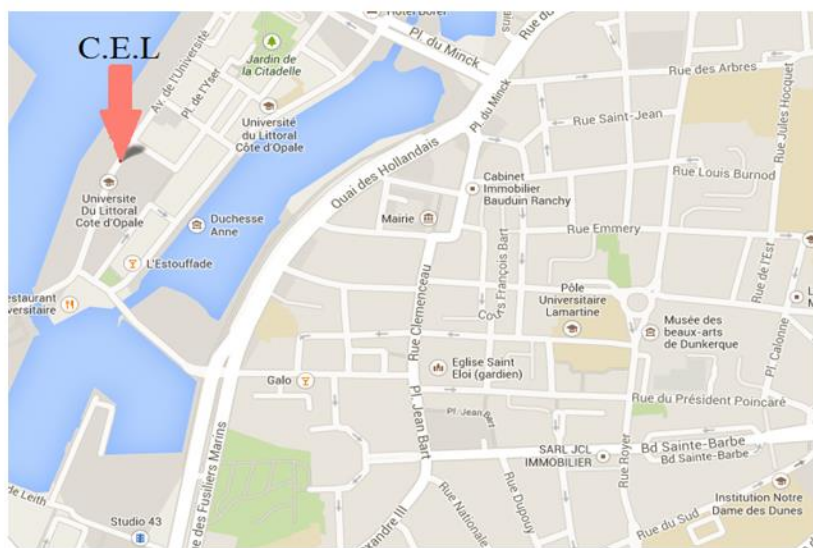 Hotel Borel
Rue du
Pl. du Minck
C.E.L
Av. de l'Université
Jardin de
la Citadelle
Pl. de l'Yser
Rue des Arbres
Rue Jules Hocquet
Université
du Littoral
Côte d'Opale
Pl. du Minck
Rue Saint-Jean
Quai des Hollandais
Cabinet
Immobilier
Bauduin Ranchy
Rue Louis Burnod
Universite
Du Littoral
Cote d'Opale
Duchesse
Anne
Mairie
Rue Emmery
L'Estouffade
Rue Clemenceau
Cours François Bart
Rue de l'Est
Pôle
Universitaire
Lamartine
Musée des
beaux-arts
de Dunkerque
Pl. Calonne
Galo
Eglise Saint
Eloi (gardien)
Rue du Président Poincaré
Pl. Jean Bart
Pl. Jean Bart
SARL JCL
IMMOBILIER
Rue Royer
Bd Sainte-Barbe
Bd Sainte-Barbe
des Fusiliers Marins
de Leith
Studio 43
Rue Nationale
Rue Dupouy
Rue du Sud
Institution Notre
Dame des Dunes